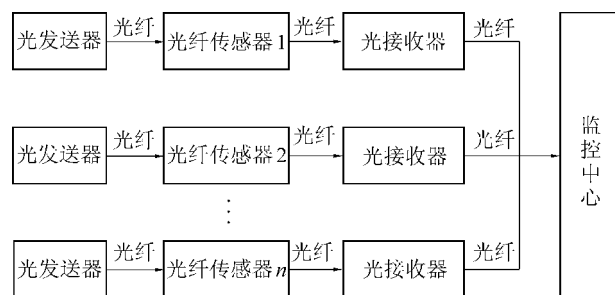 光发送器 光纤 光纤传感器1 光纤 光接收器 光纤
光发送器 光纤 光纤传感器2 光纤 光接收器 光纤
⋮
光发送器 光纤 光纤传感器n 光纤 光接收器 光纤
监控中心